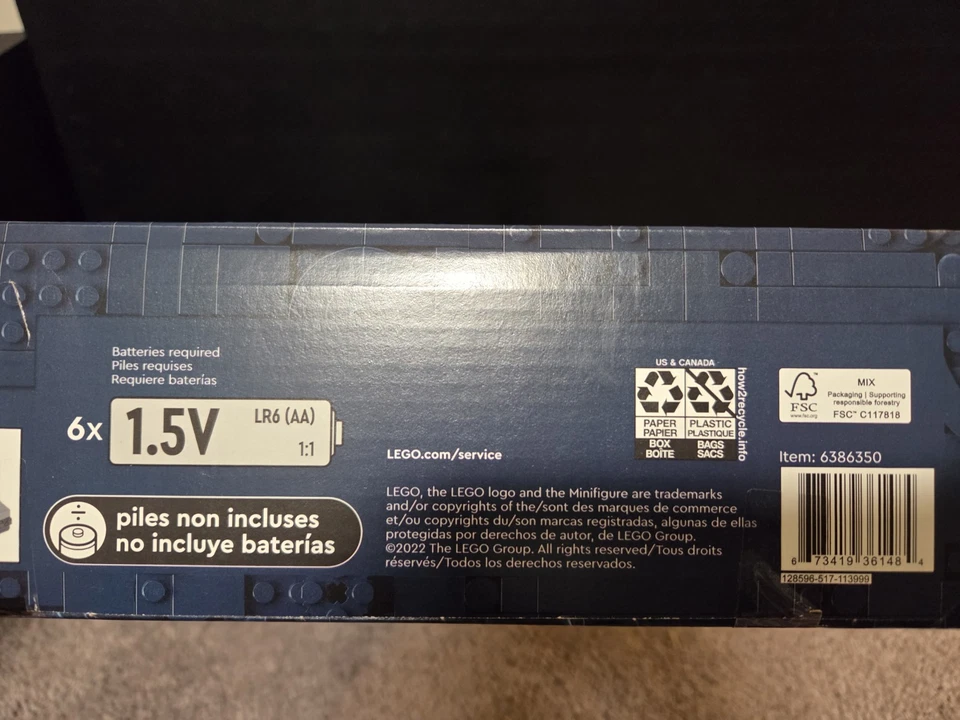 Batteries required
Piles requises
Requiere baterías
6x
1.5V
LR6 (AA)
1:1
piles non incluses
no incluye baterías
LEGO.com/service
LEGO, the LEGO logo and the Minifigure are trademarks
and/or copyrights of the/sont des marques de commerce
et/ou copyrights du/son marcas registradas, algunas de ellas
protegidas por derechos de autor, de LEGO Group.
©2022 The LEGO Group. All rights reserved/Tous droits
réservés/Todos los derechos reservados.
US & CANADA
PAPER
PAPIER
BOX
BOÎTE
PLASTIC
PLASTIQUE
BAGS
SACS
how2recycle.info
FSC
www.fsc.org
MIX
Packaging | Supporting
responsible forestry
FSC™ C117818
Item: 6386350
6 73419 36148 4
128596-517-113999